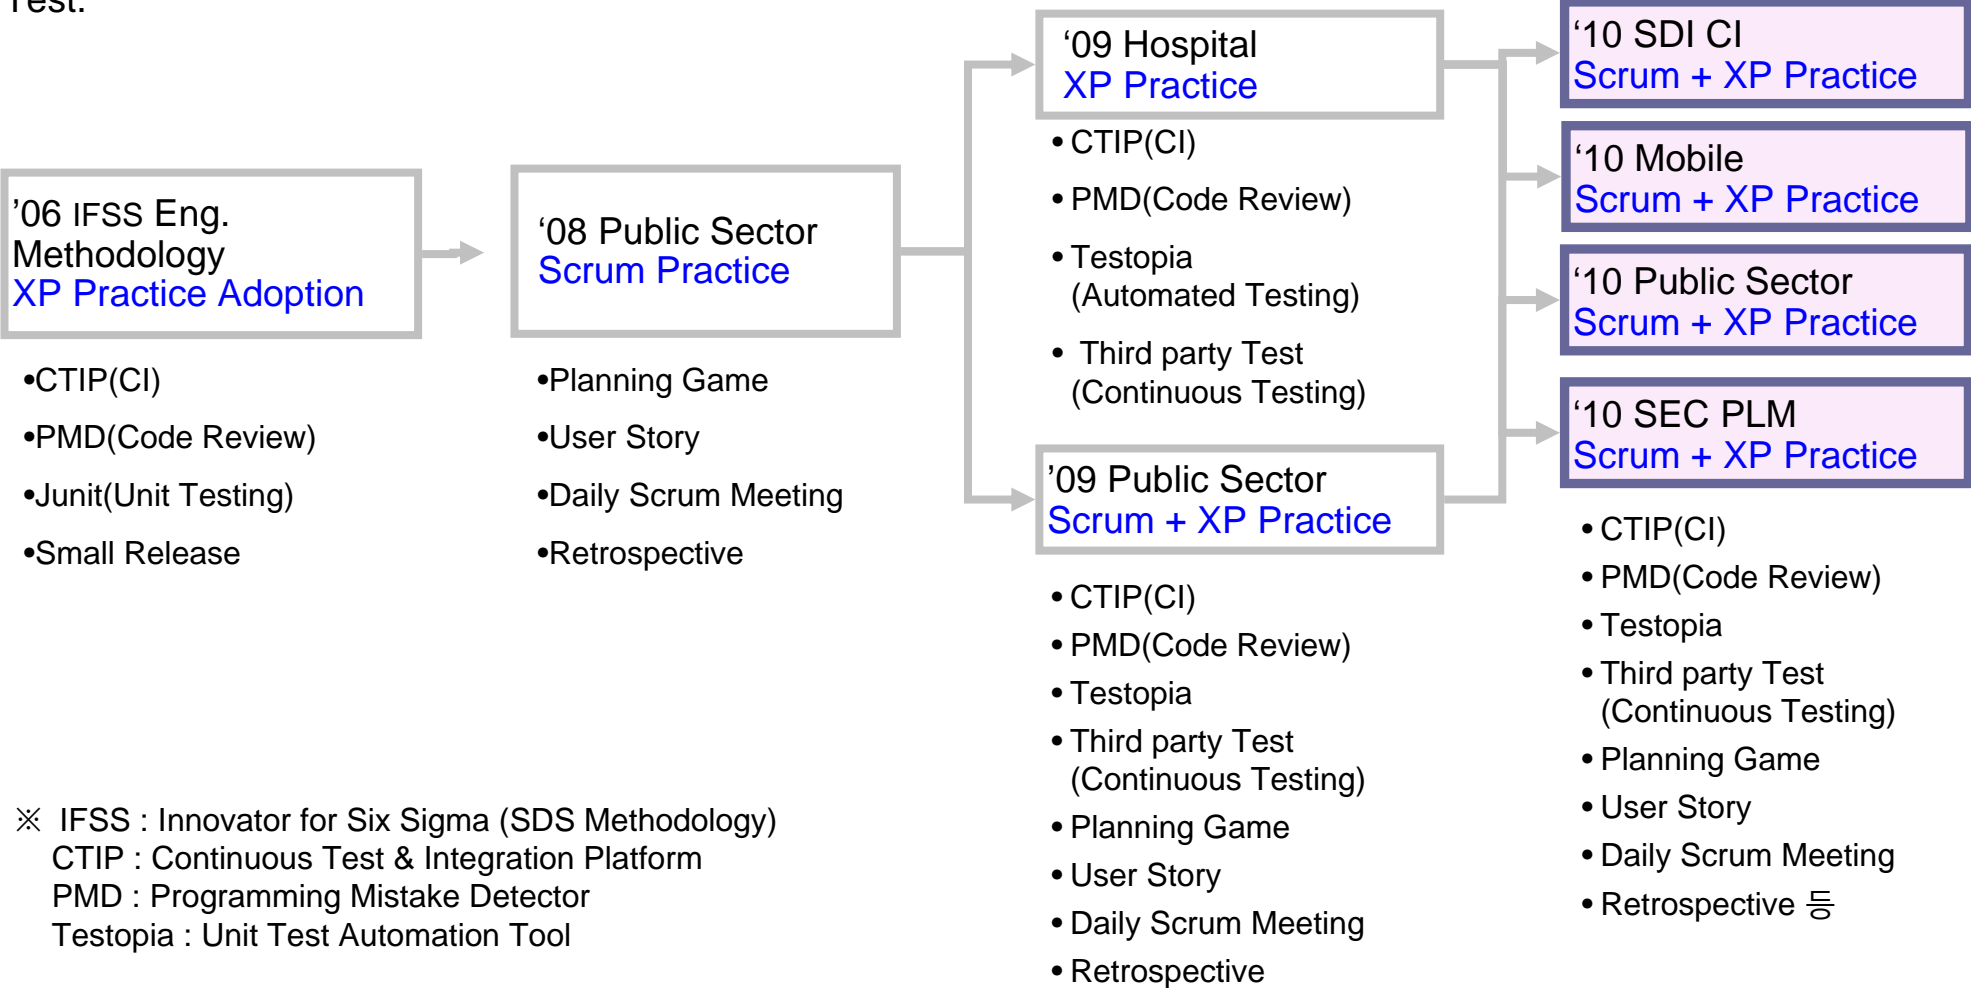 Test.
’06 IFSS Eng.
Methodology
XP Practice Adoption
•CTIP(CI)
•PMD(Code Review)
•Junit(Unit Testing)
•Small Release
‘08 Public Sector
Scrum Practice
•Planning Game
•User Story
•Daily Scrum Meeting
•Retrospective
‘09 Hospital
XP Practice
• CTIP(CI)
• PMD(Code Review)
• Testopia
(Automated Testing)
• Third party Test
(Continuous Testing)
’09 Public Sector
Scrum + XP Practice
• CTIP(CI)
• PMD(Code Review)
• Testopia
• Third party Test
(Continuous Testing)
• Planning Game
• User Story
• Daily Scrum Meeting
• Retrospective
‘10 SDI CI
Scrum + XP Practice
‘10 Mobile
Scrum + XP Practice
‘10 Public Sector
Scrum + XP Practice
‘10 SEC PLM
Scrum + XP Practice
• CTIP(CI)
• PMD(Code Review)
• Testopia
• Third party Test
(Continuous Testing)
• Planning Game
• User Story
• Daily Scrum Meeting
• Retrospective 등
※ IFSS : Innovator for Six Sigma (SDS Methodology)
CTIP : Continuous Test & Integration Platform
PMD : Programming Mistake Detector
Testopia : Unit Test Automation Tool